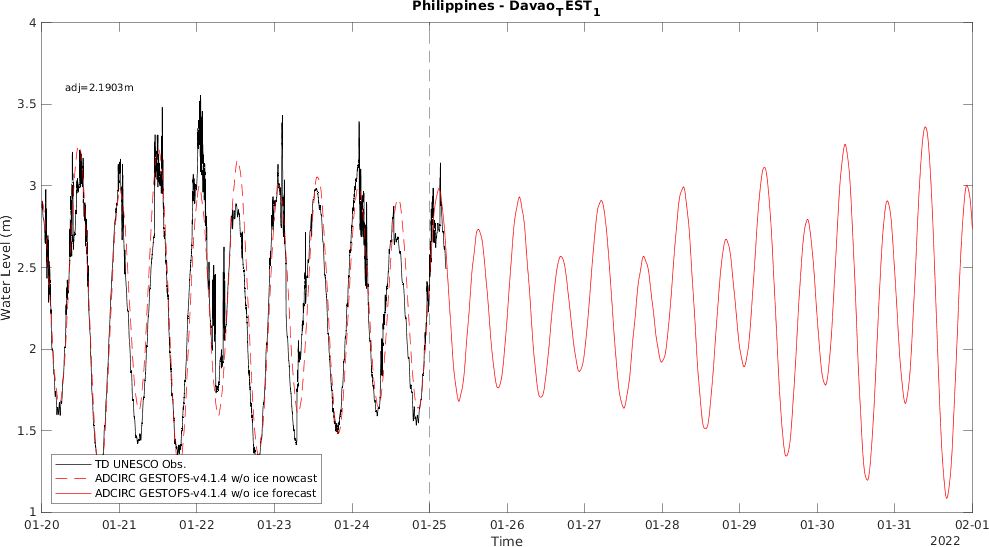 Philippines - Davao_TEST_1
adj=2.1903m
Water Level (m)
4
3.5
3
2.5
2
1.5
1
TD UNESCO Obs.
ADCIRC GESTOFS-v4.1.4 w/o ice nowcast
ADCIRC GESTOFS-v4.1.4 w/o ice forecast
01-20 01-21 01-22 01-23 01-24 01-25 01-26 01-27 01-28 01-29 01-30 01-31 02-01
Time
2022